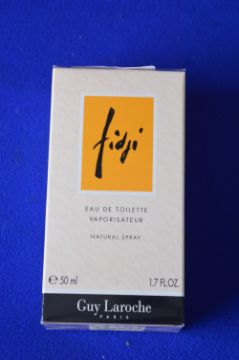 fidji
EAU DE TOILETTE
VAPORISATEUR
NATURAL SPRAY
e 50 ml 1.7 FL.OZ.
Guy Laroche
PARIS